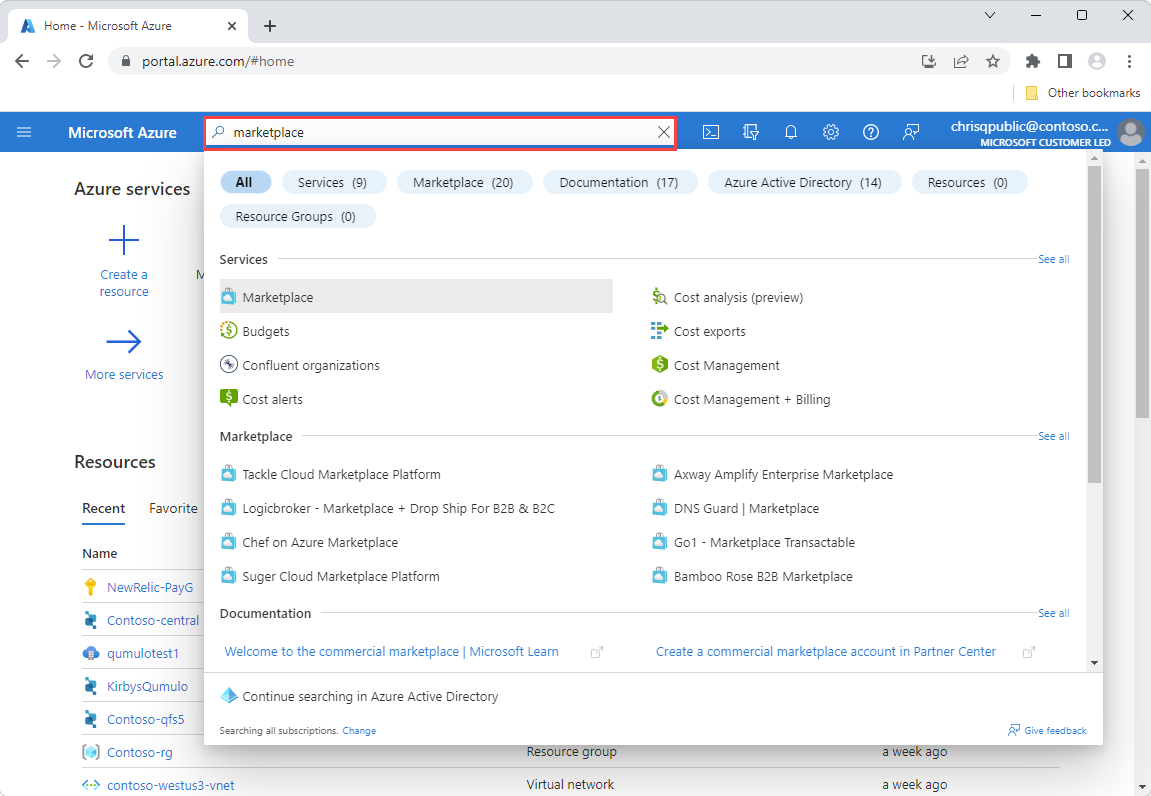 Home - Microsoft Azure
portal.azure.com/#home
Other bookmarks
Microsoft Azure
marketplace
chrisqpublic@contoso.c...
MICROSOFT CUSTOMER LED
Azure services
Create a
resource
M
More services
Resources
Recent Favorite
Name
NewRelic-PayG
Contoso-central
qumulotest1
KirbysQumulo
Contoso-qfs5
Contoso-rg Resource group a week ago
contoso-westus3-vnet Virtual network a week ago
All Services (9) Marketplace (20) Documentation (17) Azure Active Directory (14) Resources (0)
Resource Groups (0)
Services See all
Marketplace Cost analysis (preview)
Budgets Cost exports
Confluent organizations Cost Management
Cost alerts Cost Management + Billing
Marketplace See all
Tackle Cloud Marketplace Platform Axway Amplify Enterprise Marketplace
Logicbroker - Marketplace + Drop Ship For B2B & B2C DNS Guard | Marketplace
Chef on Azure Marketplace Go1 - Marketplace Transactable
Suger Cloud Marketplace Platform Bamboo Rose B2B Marketplace
Documentation See all
Welcome to the commercial marketplace | Microsoft Learn Create a commercial marketplace account in Partner Center
Continue searching in Azure Active Directory
Searching all subscriptions. Change Give feedback